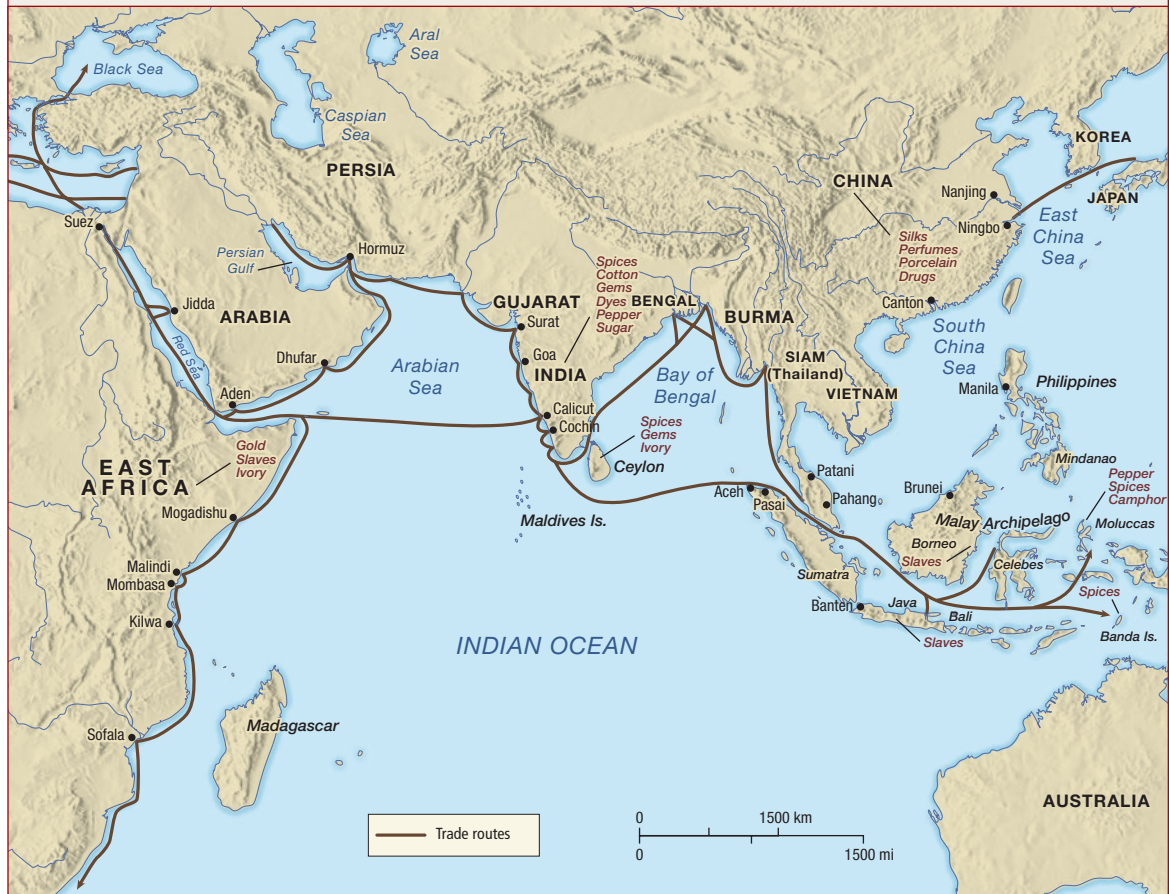 Aral
Sea
Black Sea
Caspian
Sea
KOREA
PERSIA
CHINA
Nanjing
JAPAN
Suez
Ningbo
East
China
Sea
Persian
Gulf
Hormuz
Silks
Perfumes
Porcelain
Drugs
Spices
Cotton
Gems
Dyes
Pepper
Sugar
Jidda
ARABIA
GUJARAT
BENGAL
BURMA
Canton
Surat
Red Sea
Dhufar
Arabian
Sea
Goa
INDIA
Bay of
Bengal
SIAM
(Thailand)
South
China
Sea
VIETNAM
Manila
Philippines
Aden
Calicut
Cochin
Spices
Gems
Ivory
Ceylon
Gold
Slaves
Ivory
EAST
AFRICA
Mindanao
Patani
Pahang
Brunei
Pepper
Spices
Camphor
Mogadishu
Maldives Is.
Aceh
Pasai
Malay Archipelago
Moluccas
Borneo
Slaves
Celebes
Malindi
Mombasa
Sumatra
Spices
Kilwa
Banten
Java
Bali
Banda Is.
Slaves
INDIAN OCEAN
Sofala
Madagascar
AUSTRALIA
Trade routes
0 1500 km
0 1500 mi